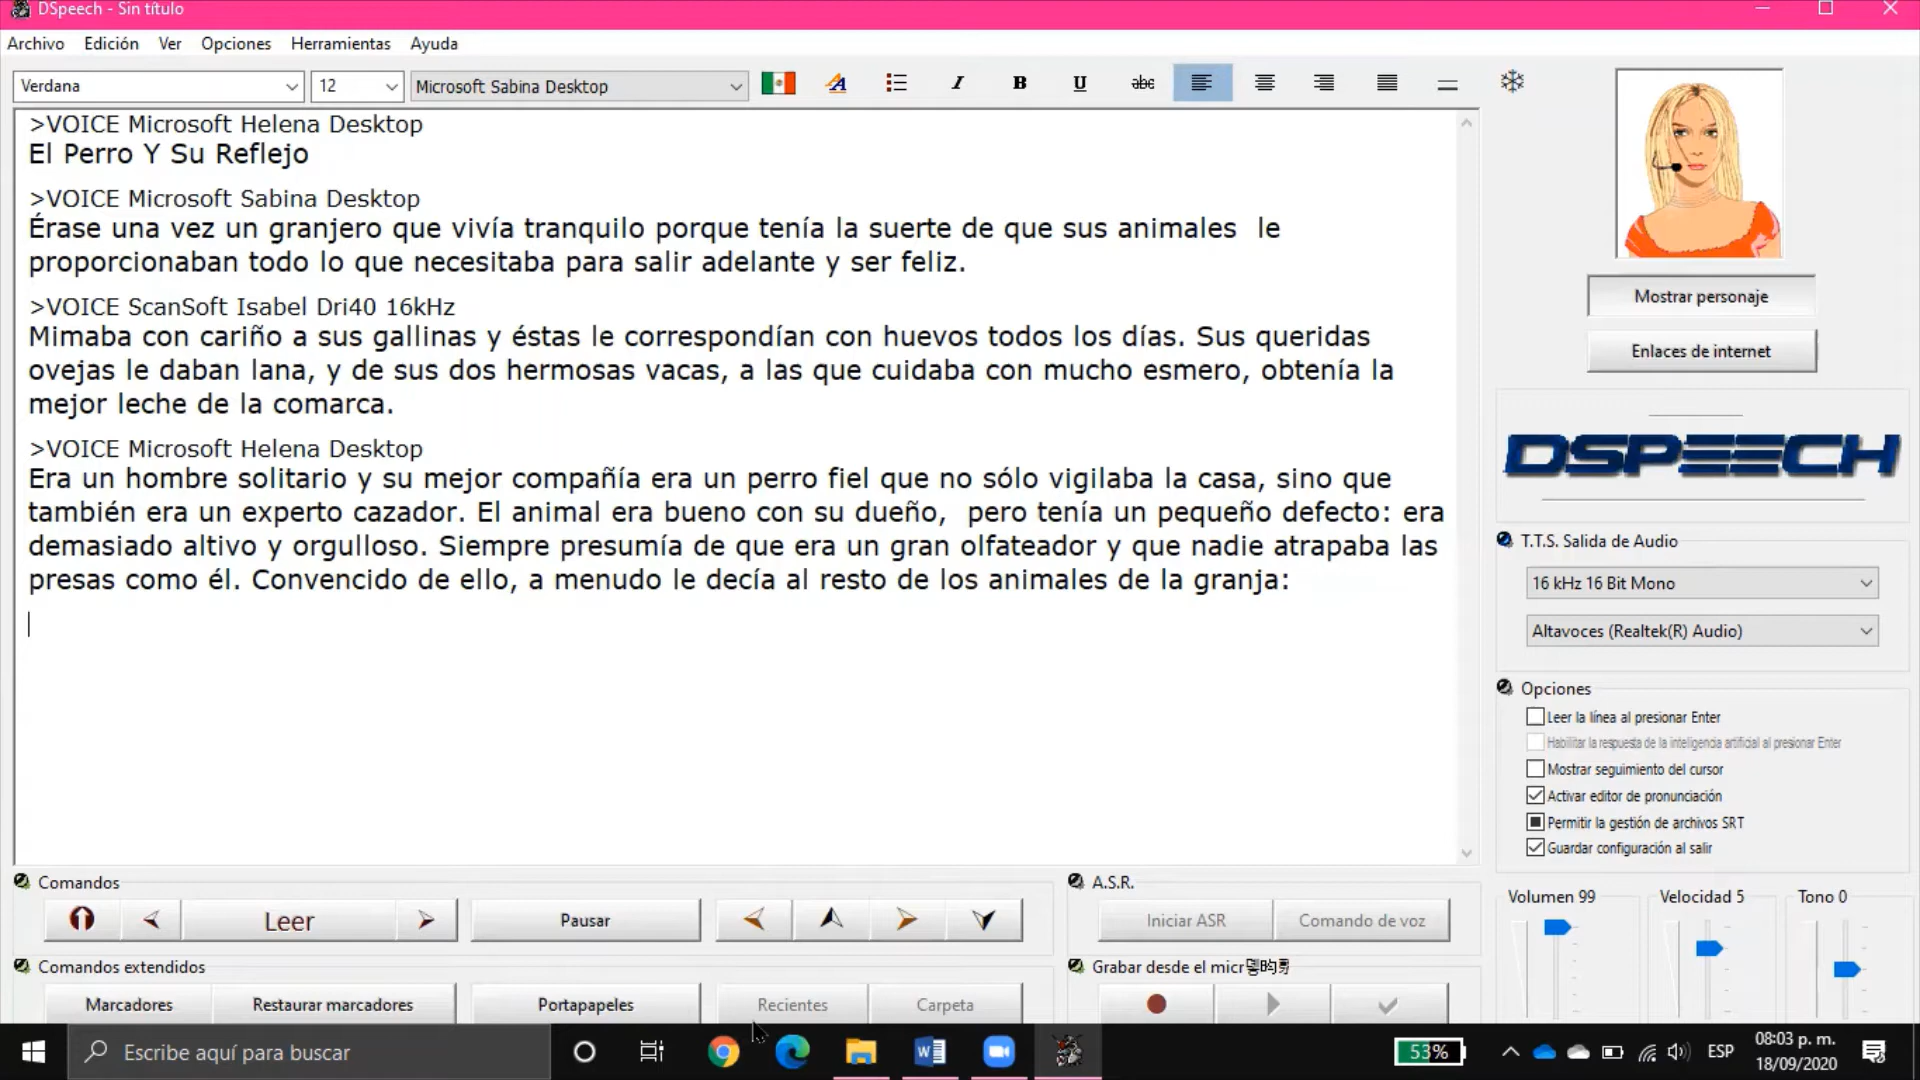 DSpeech - Sin título
Archivo Edición Ver Opciones Herramientas Ayuda
Verdana 12 Microsoft Sabina Desktop A I B U abc
>VOICE Microsoft Helena Desktop
El Perro Y Su Reflejo
>VOICE Microsoft Sabina Desktop
Érase una vez un granjero que vivía tranquilo porque tenía la suerte de que sus animales  le
proporcionaban todo lo que necesitaba para salir adelante y ser feliz.
>VOICE ScanSoft Isabel Dri40 16kHz
Mimaba con cariño a sus gallinas y éstas le correspondían con huevos todos los días. Sus queridas
ovejas le daban lana, y de sus dos hermosas vacas, a las que cuidaba con mucho esmero, obtenía la
mejor leche de la comarca.
>VOICE Microsoft Helena Desktop
Era un hombre solitario y su mejor compañía era un perro fiel que no sólo vigilaba la casa, sino que
también era un experto cazador. El animal era bueno con su dueño,  pero tenía un pequeño defecto: era
demasiado altivo y orgulloso. Siempre presumía de que era un gran olfateador y que nadie atrapaba las
presas como él. Convencido de ello, a menudo le decía al resto de los animales de la granja:
Mostrar personaje
Enlaces de internet
DSPEECH
T.T.S. Salida de Audio
16 kHz 16 Bit Mono
Altavoces (Realtek(R) Audio)
Opciones
Leer la línea al presionar Enter
Habilitar la respuesta de la inteligencia artificial al presionar Enter
Mostrar seguimiento del cursor
Activar editor de pronunciación
Permitir la gestión de archivos SRT
Guardar configuración al salir
Volumen 99 Velocidad 5 Tono 0
Comandos
Leer Pausar
A.S.R.
Iniciar ASR Comando de voz
Comandos extendidos
Marcadores Restaurar marcadores Portapapeles Recientes Carpeta
Grabar desde el micr
Escribe aquí para buscar
53%
ESP
08:03 p. m.
18/09/2020